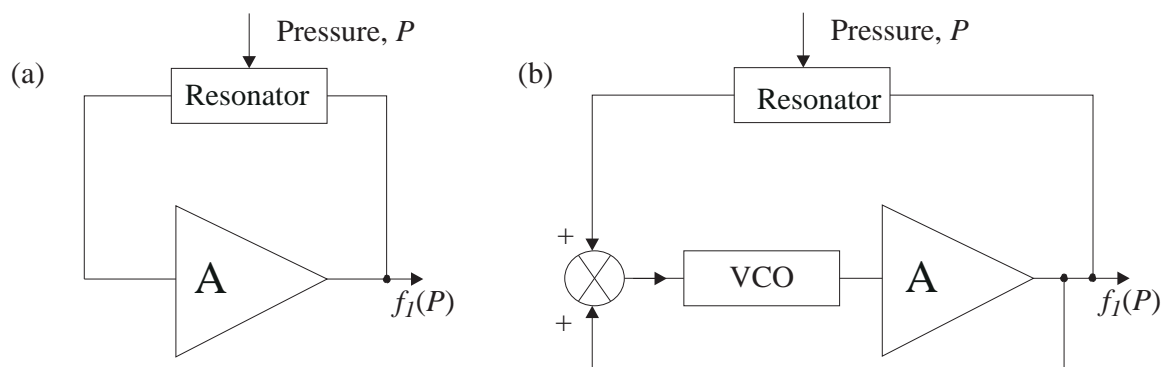 (a)
Pressure, P
Resonator
A
f1(P)
(b)
Pressure, P
Resonator
+
VCO
A
f1(P)
+